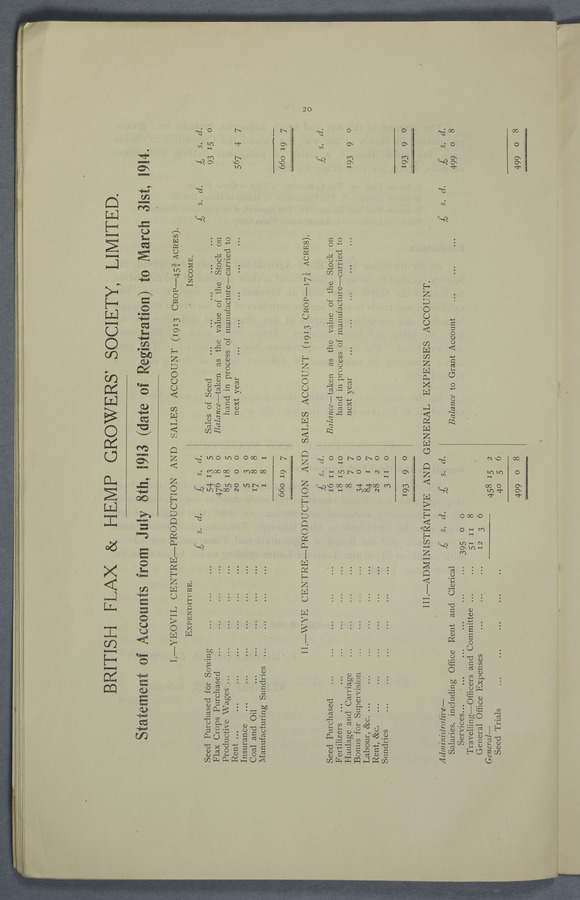 20
BRITISH FLAX & HEMP GROWERS' SOCIETY, LIMITED.
Statement of Accounts from July 8th, 1913 (date of Registration) to March 31st, 1914.
I.—YEOVIL CENTRE—PRODUCTION AND SALES ACCOUNT (1913 CROP—45¾ ACRES).
EXPENDITURE. INCOME.
£ s. d. £ s. d. £ s. d. £ s. d.
Seed Purchased for Sowing ... ... ... 54 13 5 Sales of Seed ... ... ... ... ... 93 15 0
Flax Crops Purchased ... ... ... ... 476 8 0 Balance—taken as the value of the Stock on
Productive Wages ... ... ... ... ... 85 18 5 hand in process of manufacture—carried to
Rent ... ... ... ... ... ... 20 0 0 next year ... ... ... ... ... 567 4 7
Insurance ... ... ... ... ... 5 3 0
Coal and Oil ... ... ... ... ... 17 8 8
Manufacturing Sundries ... ... ... ... 1 8 1
660 19 7 660 19 7
II.—WYE CENTRE—PRODUCTION AND SALES ACCOUNT (1913 CROP—17¼ ACRES).
£ s. d. £ s. d.
Seed Purchased ... ... ... ... ... 16 11 0 Balance—taken as the value of the Stock on
Fertilizers ... ... ... ... ... 18 15 10 hand in process of manufacture—carried to
Haulage and Carriage ... ... ... ... 8 7 7 next year ... ... ... ... ... 193 9 0
Bonus for Supervision ... ... ... ... 34 0 0
Labour, &c. ... ... ... ... ... 84 1 7
Rent, &c. ... ... ... ... ... 28 2 0
Sundries ... ... ... ... ... 3 11 0
193 9 0 193 9 0
III.—ADMINISTRATIVE AND GENERAL EXPENSES ACCOUNT.
Administrative— £ s. d. £ s. d. £ s. d. £ s. d.
Salaries, including Office Rent and Clerical Balance to Grant Account ... ... ... 499 0 8
Services... ... ... ... ... 395 0 0
Travelling—Officers and Committee ... ... 51 11 8
General Office Expenses ... ... ... 12 3 6
General— 458 15 2
Seed Trials ... ... ... ... .. 40 5 6
499 0 8 499 0 8